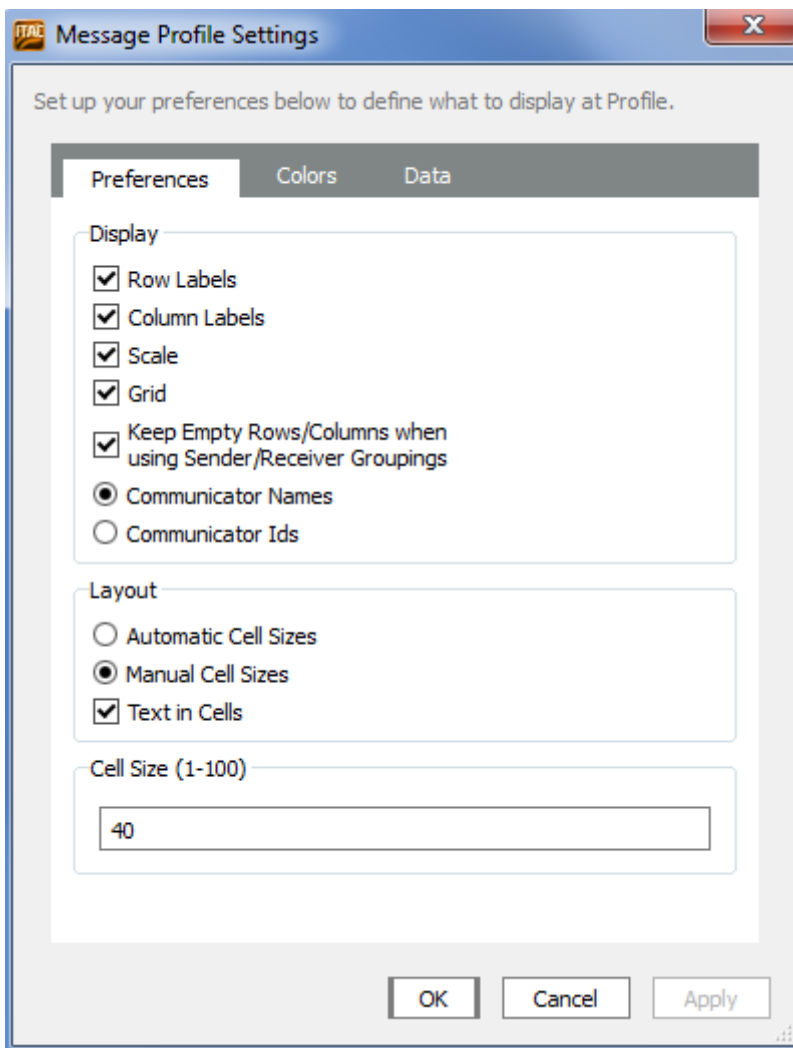 ITAC Message Profile Settings
Set up your preferences below to define what to display at Profile.
Preferences Colors Data
Display
Row Labels
Column Labels
Scale
Grid
Keep Empty Rows/Columns when
using Sender/Receiver Groupings
Communicator Names
Communicator Ids
Layout
Automatic Cell Sizes
Manual Cell Sizes
Text in Cells
Cell Size (1-100)
40
OK Cancel Apply